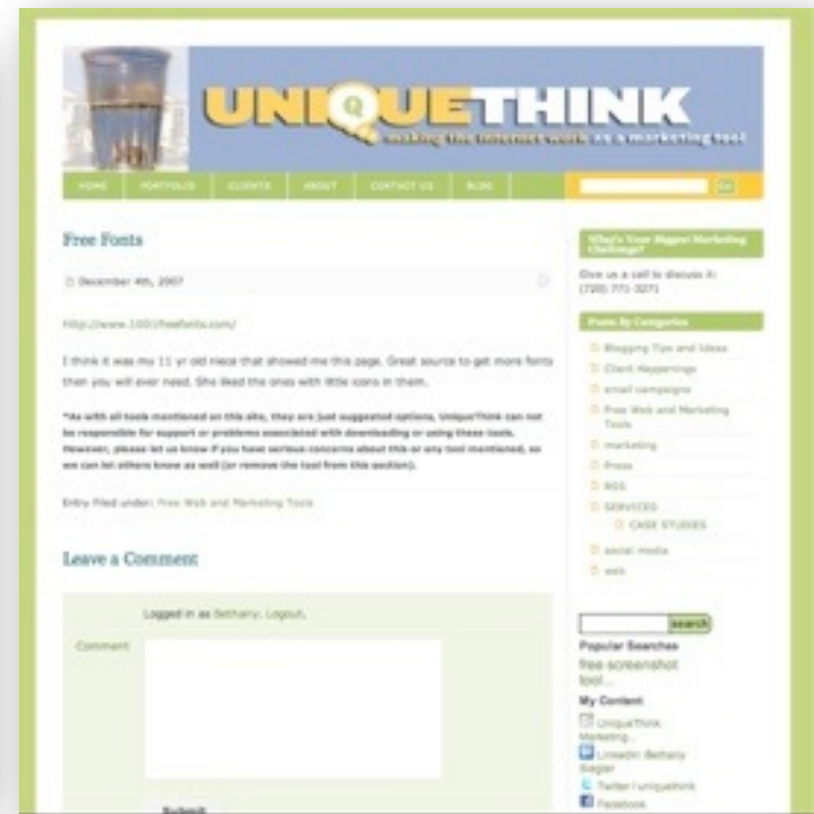 UNIQUETHINK
making the internet work as a marketing tool
HOME PORTFOLIO CLIENTS ABOUT CONTACT US BLOG
Go
Free Fonts
December 4th, 2007
http://www.1001freefonts.com/
I think it was my 11 yr old niece that showed me this page. Great source to get more fonts
then you will ever need. She liked the ones with little icons in them.
*As with all tools mentioned on this site, they are just suggested options, UniqueThink can not
be responsible for support or problems associated with downloading or using these tools.
However, please let us know if you have serious concerns about this or any tool mentioned, so
we can let others know as well (or remove the tool from this section).
Entry Filed under: Free Web and Marketing Tools
Leave a Comment
Logged in as Bethany. Logout.
Comment
Submit
What's Your Biggest Marketing
Challenge?
Give us a call to discuss it:
(720) 771-3271
Posts By Categories
Blogging Tips and Ideas
Client Happenings
email campaigns
Free Web and Marketing
Tools
marketing
Press
RSS
SERVICES
CASE STUDIES
social media
web
search
Popular Searches
free screenshot
tool...
My Content
UniqueThink
Marketing...
LinkedIn: Bethany
Siegler
Twitter / uniquethink
Facebook